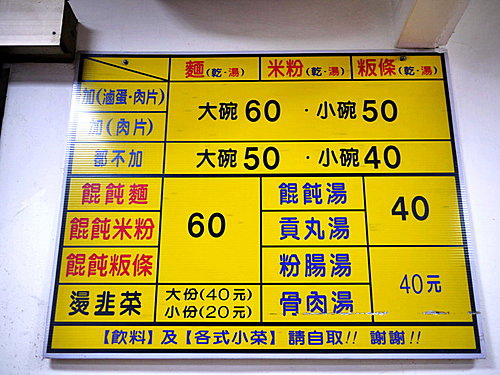 麵(乾-湯) 米粉(乾-湯) 粄條(乾-湯)
加(滷蛋·肉片)
加(肉片)
大碗60 ·小碗50
都不加 大碗50 ·小碗40
餛飩麵
餛飩米粉
餛飩粄條
60
餛飩湯
貢丸湯
40
粉腸湯
骨肉湯
40元
燙韭菜 大份(40元)
小份(20元)
【飲料】及【各式小菜】請自取!! 謝謝!!